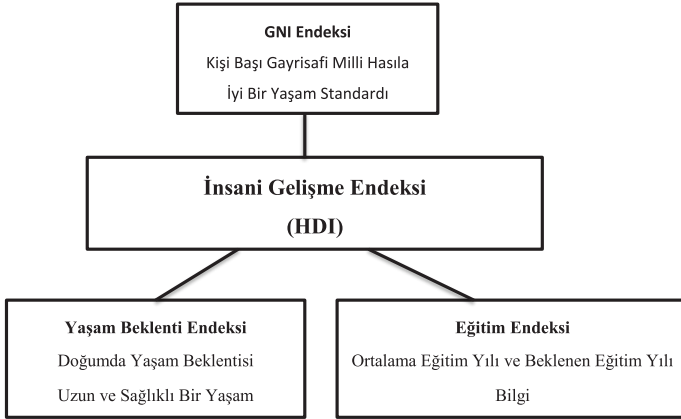 GNI Endeksi
Kişi Başı Gayrisafi Milli Hasıla
İyi Bir Yaşam Standardı
İnsani Gelişme Endeksi
(HDI)
Yaşam Beklenti Endeksi
Doğumda Yaşam Beklentisi
Uzun ve Sağlıklı Bir Yaşam
Eğitim Endeksi
Ortalama Eğitim Yılı ve Beklenen Eğitim Yılı
Bilgi